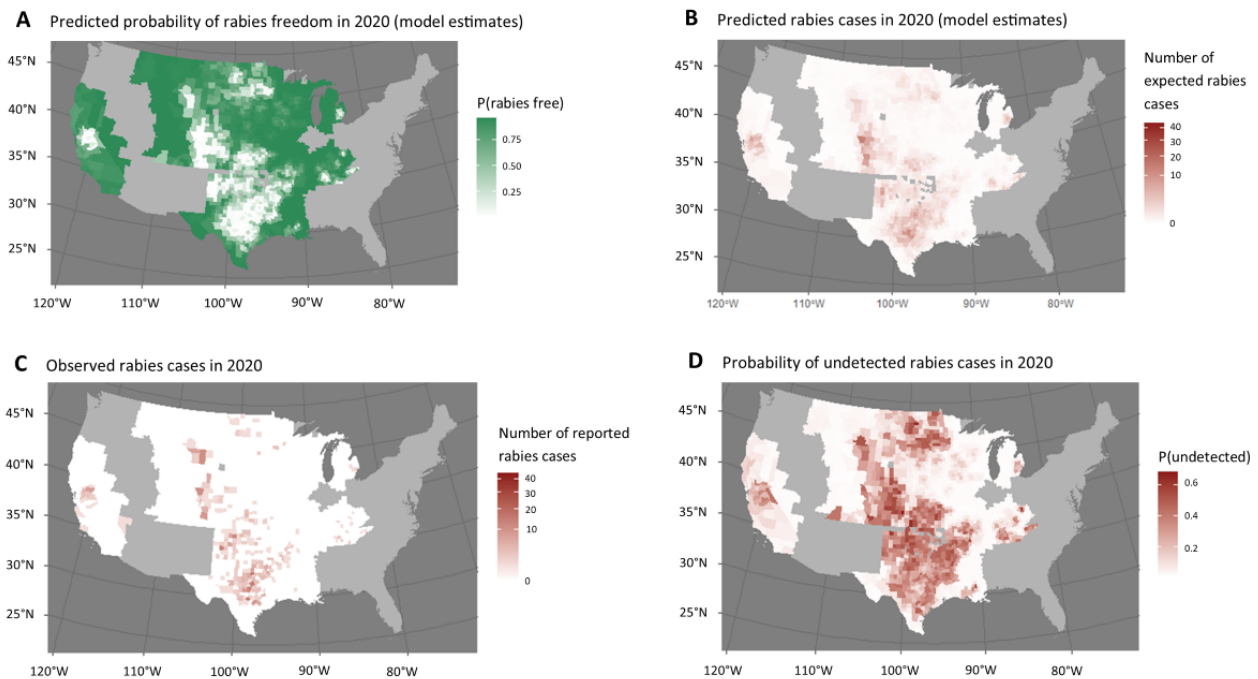 A Predicted probability of rabies freedom in 2020 (model estimates)
45°N
40°N
35°N
30°N
25°N
120°W 110°W 100°W 90°W 80°W
P(rabies free)
0.75
0.50
0.25
B Predicted rabies cases in 2020 (model estimates)
45°N
40°N
35°N
30°N
25°N
120°W 110°W 100°W 90°W 80°W
Number of
expected rabies
cases
40
30
20
10
0
C Observed rabies cases in 2020
45°N
40°N
35°N
30°N
25°N
120°W 110°W 100°W 90°W 80°W
Number of reported
rabies cases
40
30
20
10
0
D Probability of undetected rabies cases in 2020
45°N
40°N
35°N
30°N
25°N
120°W 110°W 100°W 90°W 80°W
P(undetected)
0.6
0.4
0.2